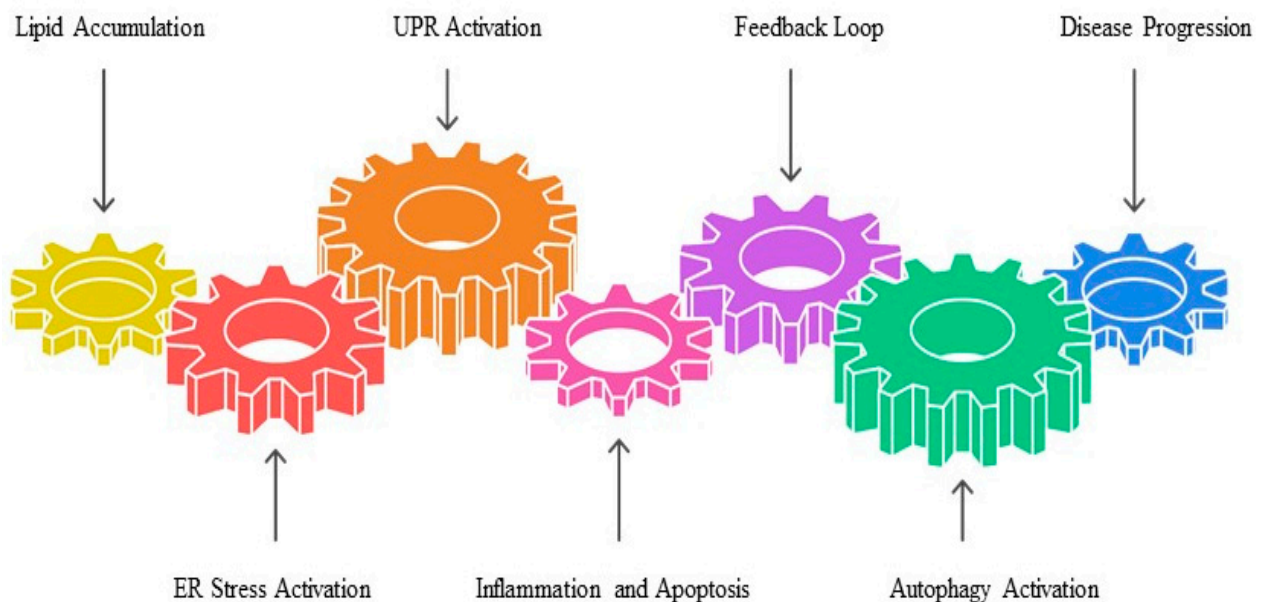 Lipid Accumulation
UPR Activation
Feedback Loop
Disease Progression
ER Stress Activation
Inflammation and Apoptosis
Autophagy Activation